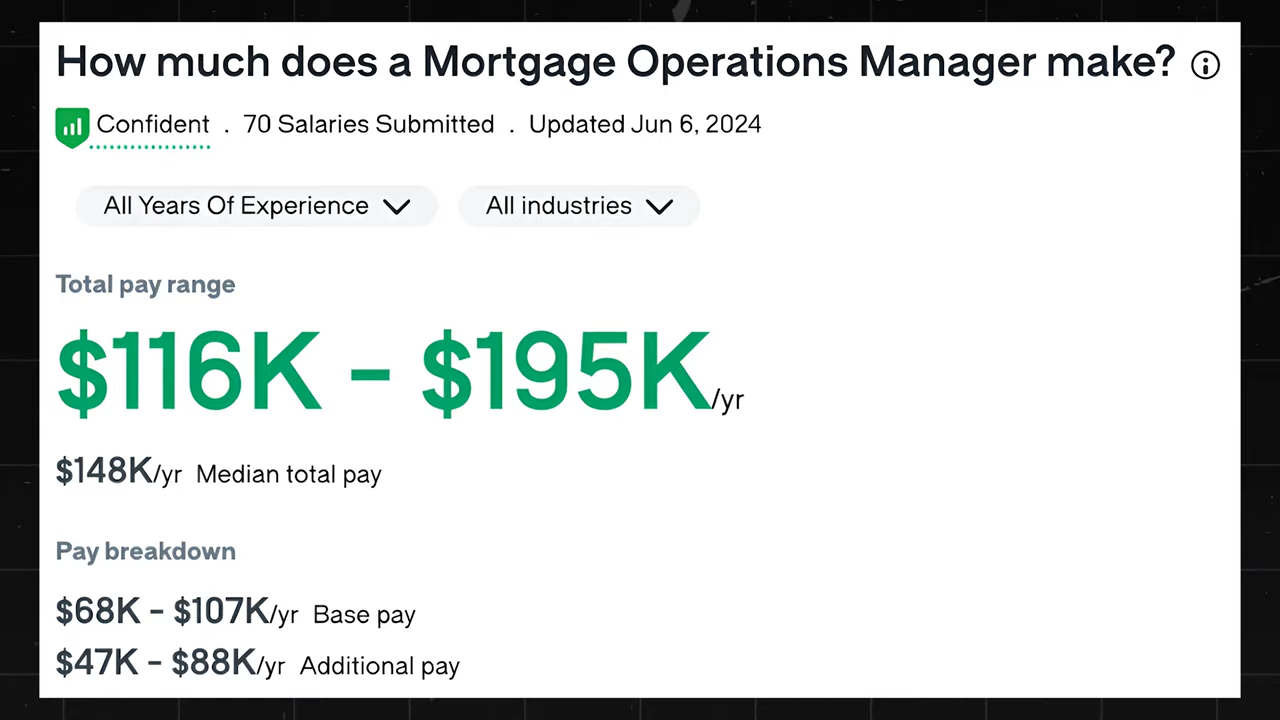 How much does a Mortgage Operations Manager make?
Confident . 70 Salaries Submitted . Updated Jun 6, 2024
All Years Of Experience All industries
Total pay range
$116K – $195K/yr
$148K/yr Median total pay
Pay breakdown
$68K – $107K/yr Base pay
$47K – $88K/yr Additional pay